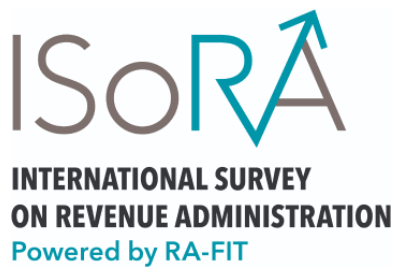 ISoRA
INTERNATIONAL SURVEY
ON REVENUE ADMINISTRATION
Powered by RA-FIT